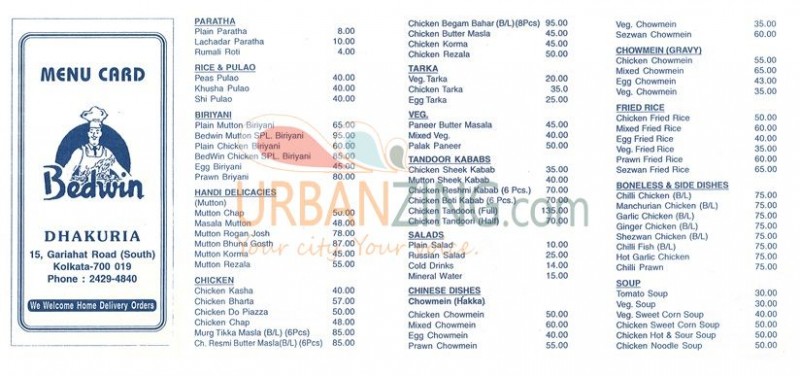 MENU CARD
Bedwin
DHAKURIA
15, Gariahat Road (South)
Kolkata-700 019
Phone : 2429-4840
We Welcome Home Delivery Orders
PARATHA
Plain Paratha 8.00
Lachadar Paratha 10.00
Rumali Roti 4.00
RICE & PULAO
Peas Pulao 40.00
Khusha Pulao 40.00
Shi Pulao 40.00
BIRIYANI
Plain Mutton Biriyani 65.00
Bedwin Mutton SPL. Biriyani 95.00
Plain Chicken Biriyani 60.00
BedWin Chicken SPL. Biriyani 85.00
Egg Biriyani 45.00
Prawn Briyani 80.00
HANDI DELICACIES
(Mutton)
Mutton Chap 50.00
Masala Mutton 48.00
Mutton Rogan Josh 78.00
Mutton Bhuna Gosth 87.00
Mutton Korma 45.00
Mutton Rezala 55.00
CHICKEN
Chicken Kasha 40.00
Chicken Bharta 57.00
Chicken Do Piazza 50.00
Chicken Chap 48.00
Murg Tikka Masla (B/L) (6Pcs) 85.00
Ch. Resmi Butter Masla(B/L) (6Pcs) 85.00
Chicken Begam Bahar (B/L)(8Pcs) 95.00
Chicken Butter Masla 45.00
Chicken Korma 45.00
Chicken Rezala 50.00
TARKA
Veg. Tarka 20.00
Chicken Tarka 35.0
Egg Tarka 25.00
VEG.
Paneer Butter Masala 45.00
Mixed Veg. 40.00
Palak Paneer 50.00
TANDOOR KABABS
Chicken Sheek Kabab 35.00
Mutton Sheek Kabab 40.00
Chicken Reshmi Kabab (6 Pcs.) 70.00
Chicken Tikka Kabab (6 Pcs.) 70.00
Chicken Tandoori (Full) 135.00
Chicken Tandoori (Half) 70.00
SALADS
Plain Salad 10.00
Russian Salad 25.00
Cold Drinks 14.00
Mineral Water 15.00
CHINESE DISHES
Chowmein (Hakka)
Chicken Chowmein 50.00
Mixed Chowmein 60.00
Egg Chowmein 40.00
Prawn Chowmein 55.00
Veg. Chowmein 35.00
Sezwan Chowmein 60.00
CHOWMEIN (GRAVY)
Chicken Chowmein 55.00
Mixed Chowmein 65.00
Egg Chowmein 43.00
Veg. Chowmein 35.00
FRIED RICE
Chicken Fried Rice 50.00
Mixed Fried Rice 60.00
Egg Fried Rice 40.00
Veg. Fried Rice 35.00
Prawn Fried Rice 60.00
Sezwan Fried Rice 65.00
BONELESS & SIDE DISHES
Chilli Chicken (B/L) 75.00
Manchurian Chicken (B/L) 75.00
Garlic Chicken (B/L) 75.00
Ginger Chicken (B/L) 75.00
Shezwan Chicken (B/L) 75.00
Chilli Fish (B/L) 75.00
Hot Garlic Chicken 75.00
Chilli Prawn 75.00
SOUP
Tomato Soup 30.00
Veg. Soup 30.00
Veg. Sweet Corn Soup 40.00
Chicken Sweet Corn Soup 50.00
Chicken Hot & Sour Soup 50.00
Chicken Noodle Soup 50.00
URBANZING.com
your city. Your voice.